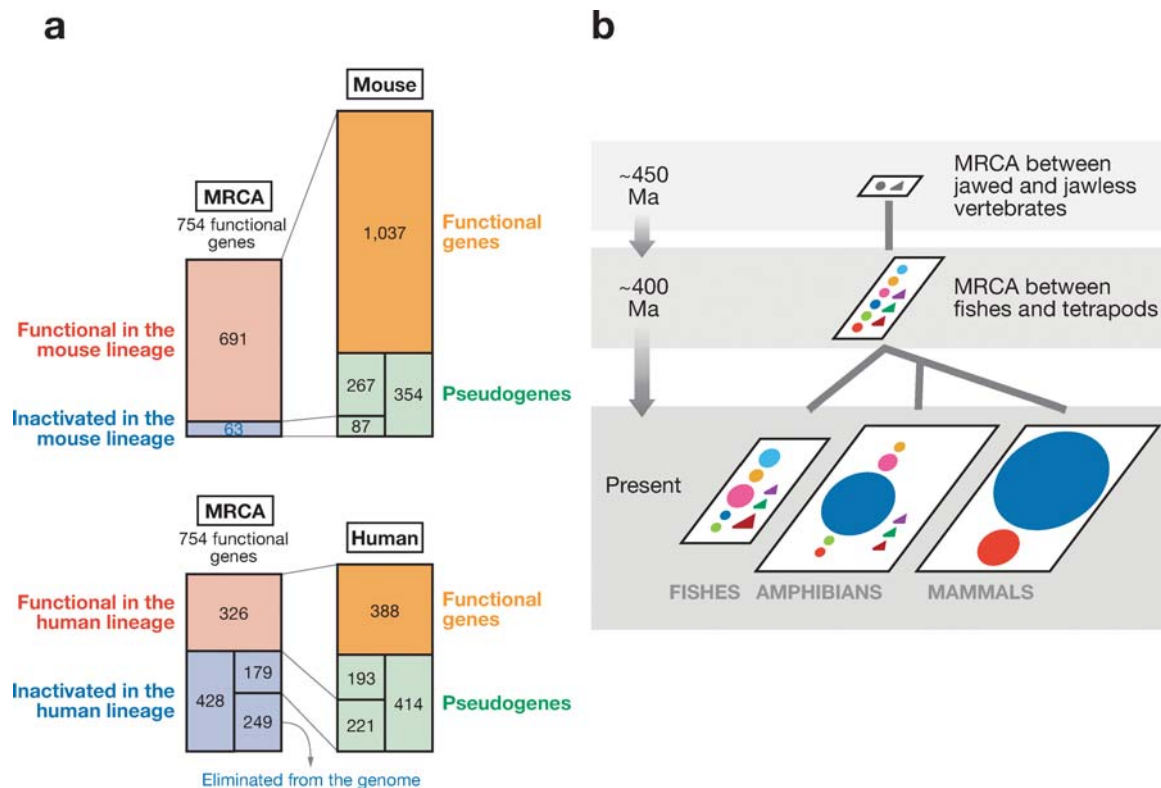 a
Mouse
MRCA
754 functional
genes
1,037
Functional
genes
Functional in the
mouse lineage
691
267
354
Pseudogenes
Inactivated in the
mouse lineage
63
87
MRCA
754 functional
genes
Human
Functional in the
human lineage
326
388
Functional
genes
Inactivated in the
human lineage
428
179
249
193
221
414
Pseudogenes
Eliminated from the genome
b
~450
Ma
MRCA between
jawed and jawless
vertebrates
~400
Ma
MRCA between
fishes and tetrapods
Present
FISHES AMPHIBIANS MAMMALS